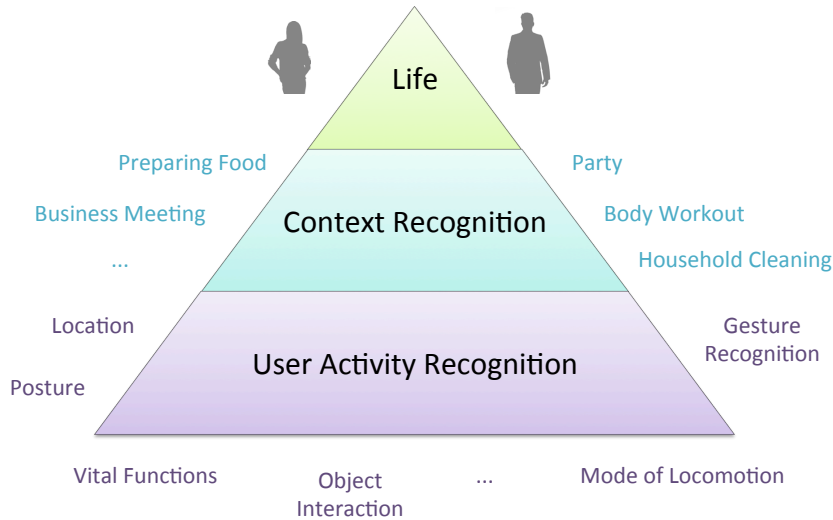 Life
Preparing Food
Party
Business Meeting
Context Recognition
Body Workout
...
Household Cleaning
Location
Gesture
Recognition
User Activity Recognition
Posture
Vital Functions
Object
Interaction
...
Mode of Locomotion